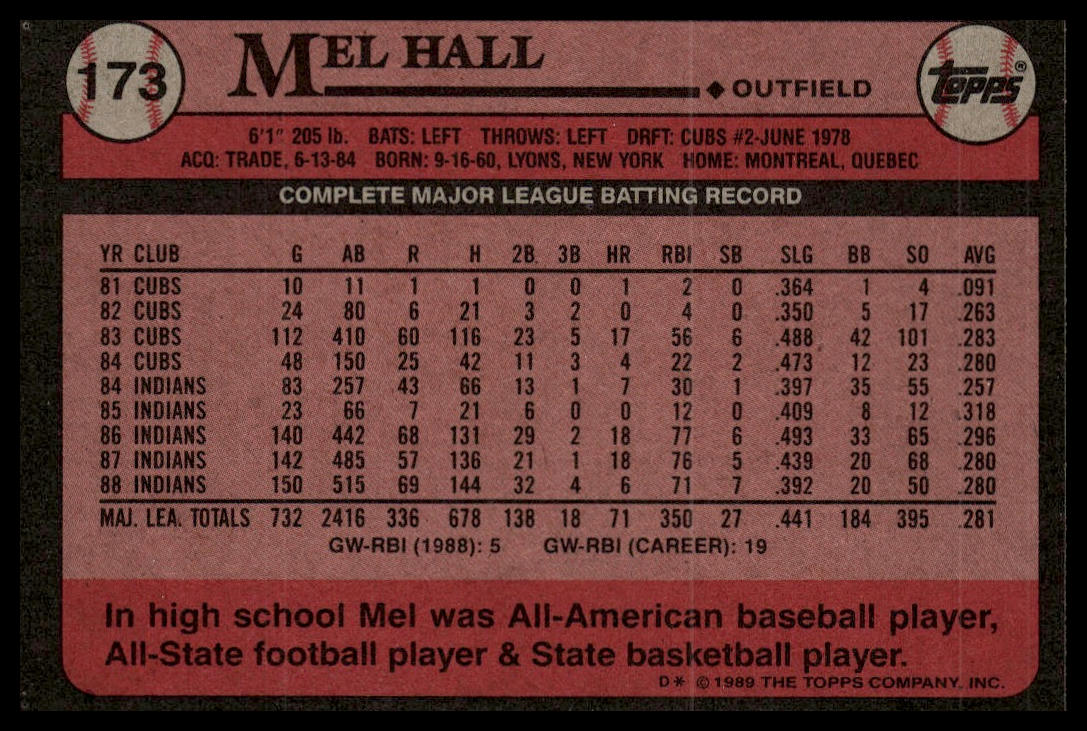 173 MEL HALL ◆ OUTFIELD Topps®
6'1" 205 lb. BATS: LEFT THROWS: LEFT DRFT: CUBS #2-JUNE 1978
ACQ: TRADE, 6-13-84 BORN: 9-16-60, LYONS, NEW YORK HOME: MONTREAL, QUEBEC
COMPLETE MAJOR LEAGUE BATTING RECORD
YR CLUB G AB R H 2B 3B HR RBI SB SLG BB SO AVG
81 CUBS 10 11 1 1 0 0 1 2 0 .364 1 4 .091
82 CUBS 24 80 6 21 3 2 0 4 0 .350 5 17 .263
83 CUBS 112 410 60 116 23 5 17 56 6 .488 42 101 .283
84 CUBS 48 150 25 42 11 3 4 22 2 .473 12 23 .280
84 INDIANS 83 257 43 66 13 1 7 30 1 .397 35 55 .257
85 INDIANS 23 66 7 21 6 0 0 12 0 .409 8 12 .318
86 INDIANS 140 442 68 131 29 2 18 77 6 .493 33 65 .296
87 INDIANS 142 485 57 136 21 1 18 76 5 .439 20 68 .280
88 INDIANS 150 515 69 144 32 4 6 71 7 .392 20 50 .280
MAJ. LEA. TOTALS 732 2416 336 678 138 18 71 350 27 .441 184 395 .281
GW-RBI (1988): 5 GW-RBI (CAREER): 19
In high school Mel was All-American baseball player,
All-State football player & State basketball player.
D* © 1989 THE TOPPS COMPANY, INC.